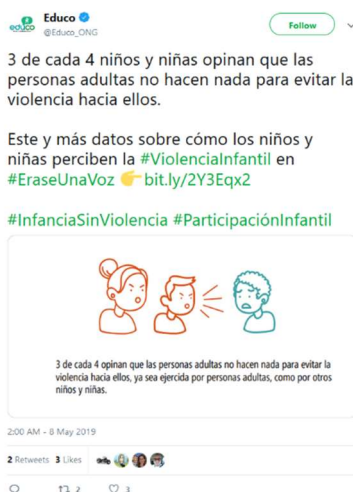 Educo
educo
@Educo_ONG
Follow
3 de cada 4 niños y niñas opinan que las
personas adultas no hacen nada para evitar la
violencia hacia ellos.
Este y más datos sobre cómo los niños y
niñas perciben la #ViolenciaInfantil en
#EraseUnaVoz 👉 bit.ly/2Y3Eqx2
#InfanciaSinViolencia #ParticipaciónInfantil
3 de cada 4 opinan que las personas adultas no hacen nada para evitar la
violencia hacia ellos, ya sea ejercida por personas adultas, como por otros
niños y niñas.
2:00 AM - 8 May 2019
2 Retweets 3 Likes
2 3